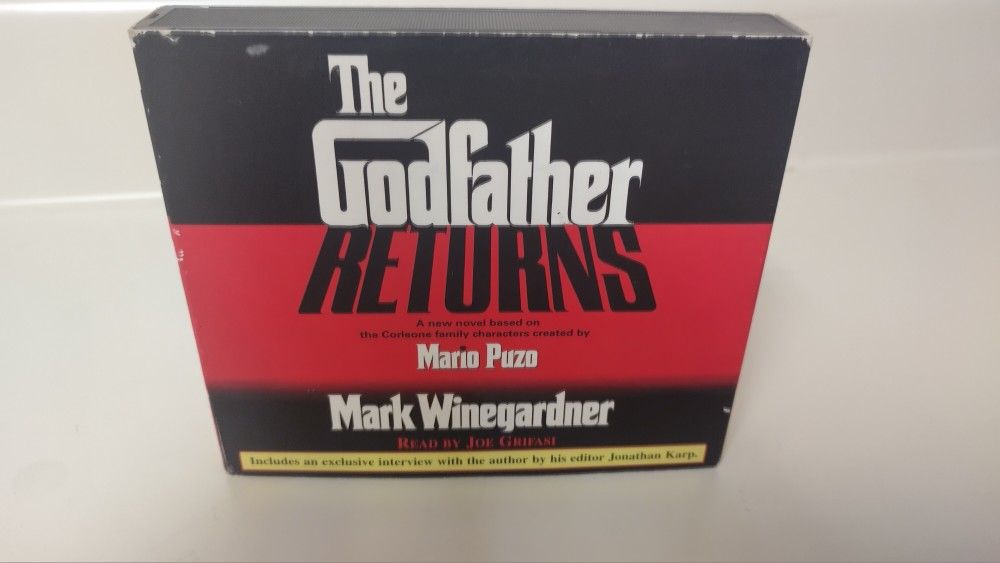 The
Godfather
RETURNS
A new novel based on
the Corleone family characters created by
Mario Puzo
Mark Winegardner
READ BY JOE GRIFASI
Includes an exclusive interview with the author by his editor Jonathan Karp.